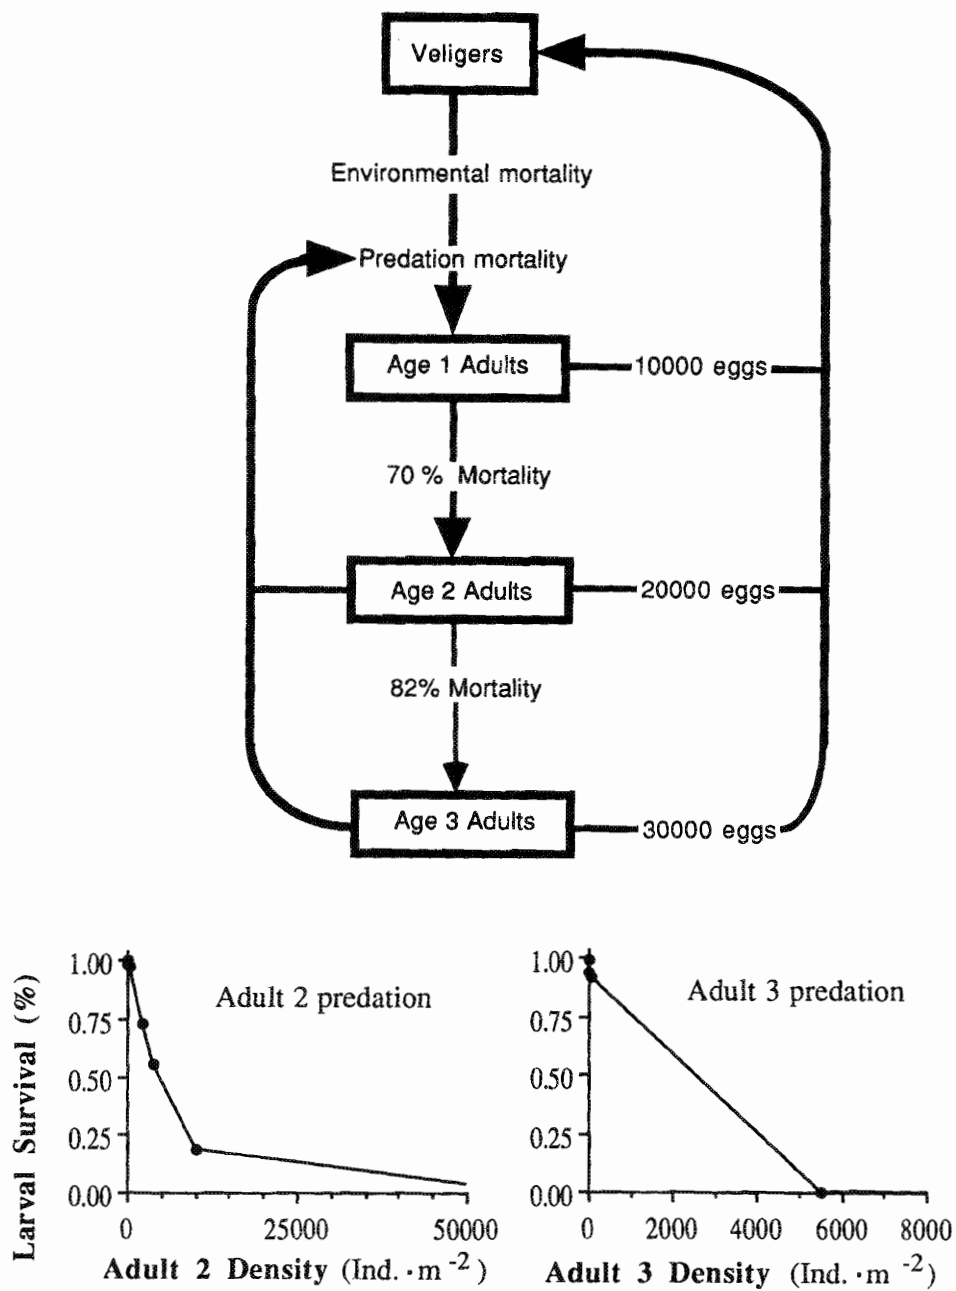 Veligers
Environmental mortality
Predation mortality
Age 1 Adults
10000 eggs
70 % Mortality
Age 2 Adults
20000 eggs
82% Mortality
Age 3 Adults
30000 eggs
Larval Survival (%)
1.00
0.75
0.50
0.25
0.00
Adult 2 predation
0
25000
50000
Adult 2 Density (Ind. · m -2)
1.00
0.75
0.50
0.25
0.00
Adult 3 predation
0
2000
4000
6000
8000
Adult 3 Density (Ind. · m -2)